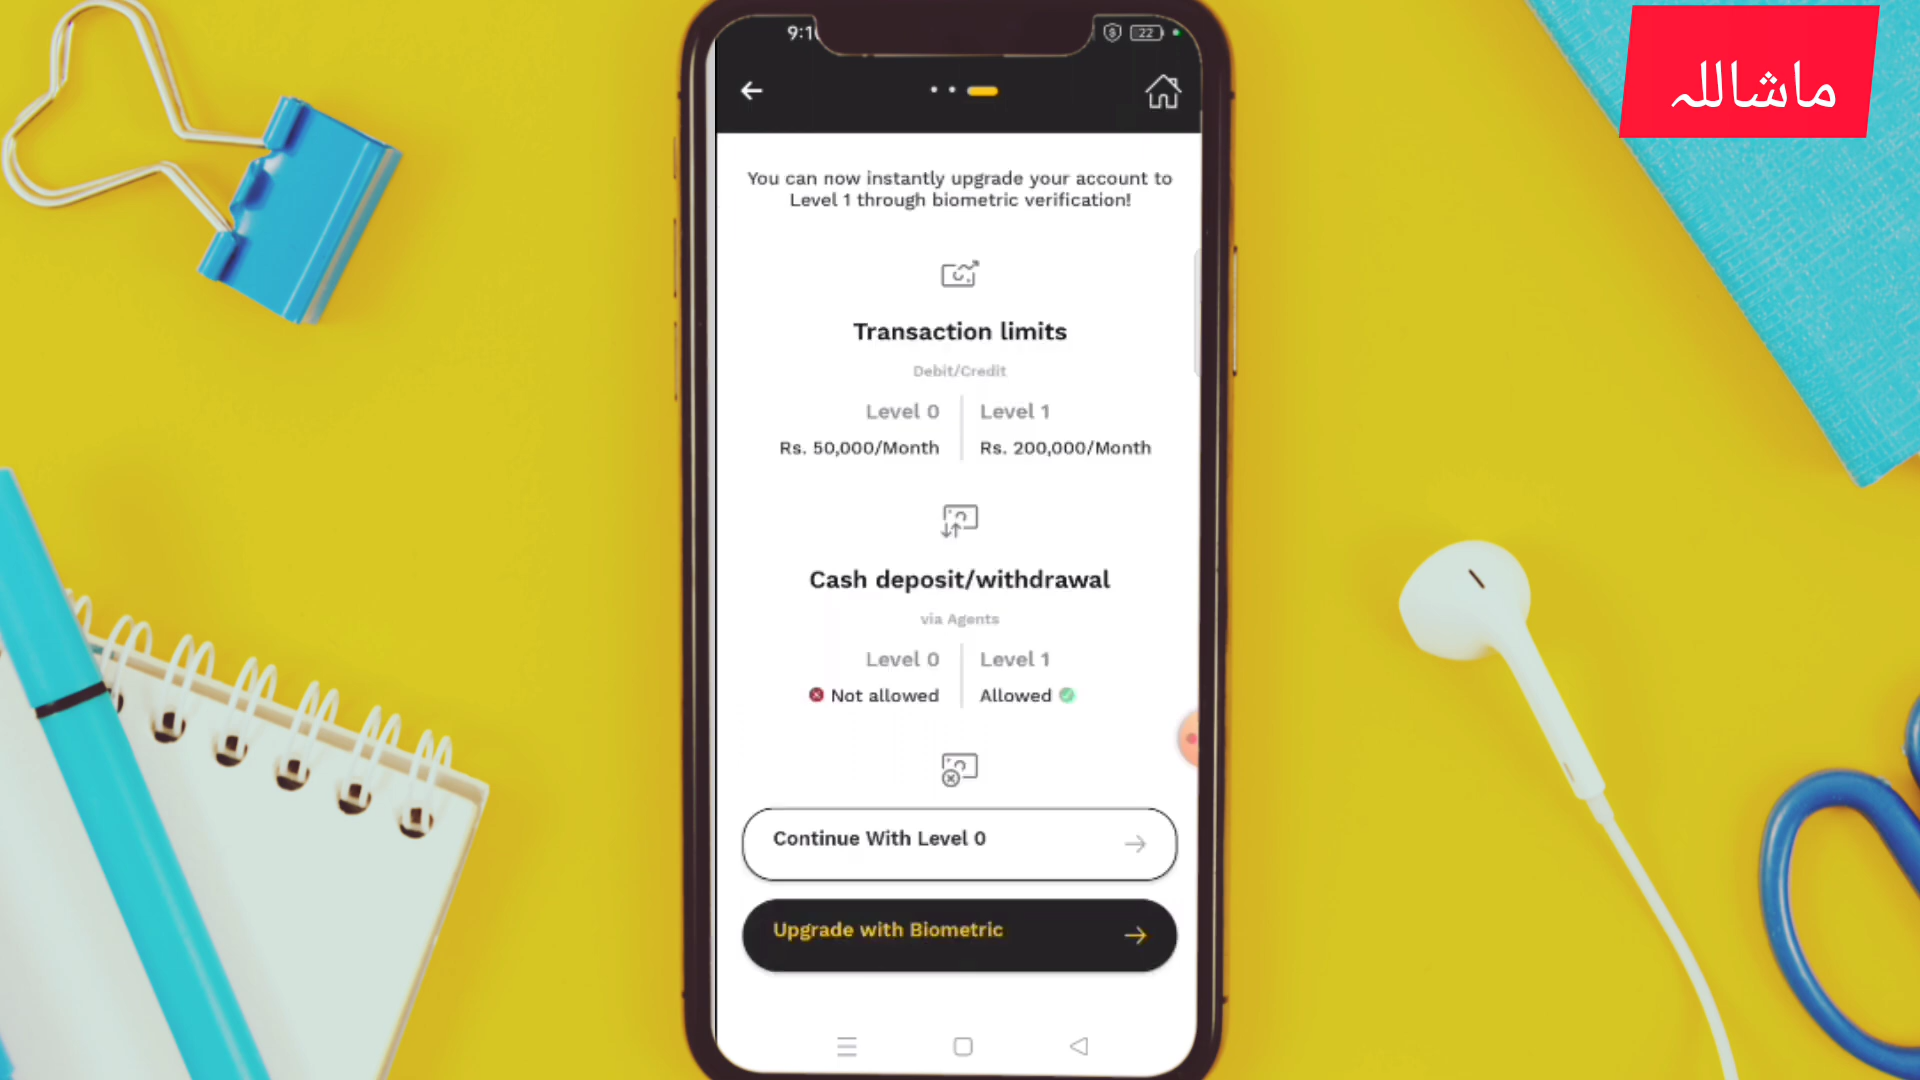 9:1
22
ماشاللہ
You can now instantly upgrade your account to
Level 1 through biometric verification!
Transaction limits
Debit/Credit
Level 0 Level 1
Rs. 50,000/Month Rs. 200,000/Month
Cash deposit/withdrawal
via Agents
Level 0 Level 1
Not allowed Allowed
Continue With Level 0
Upgrade with Biometric